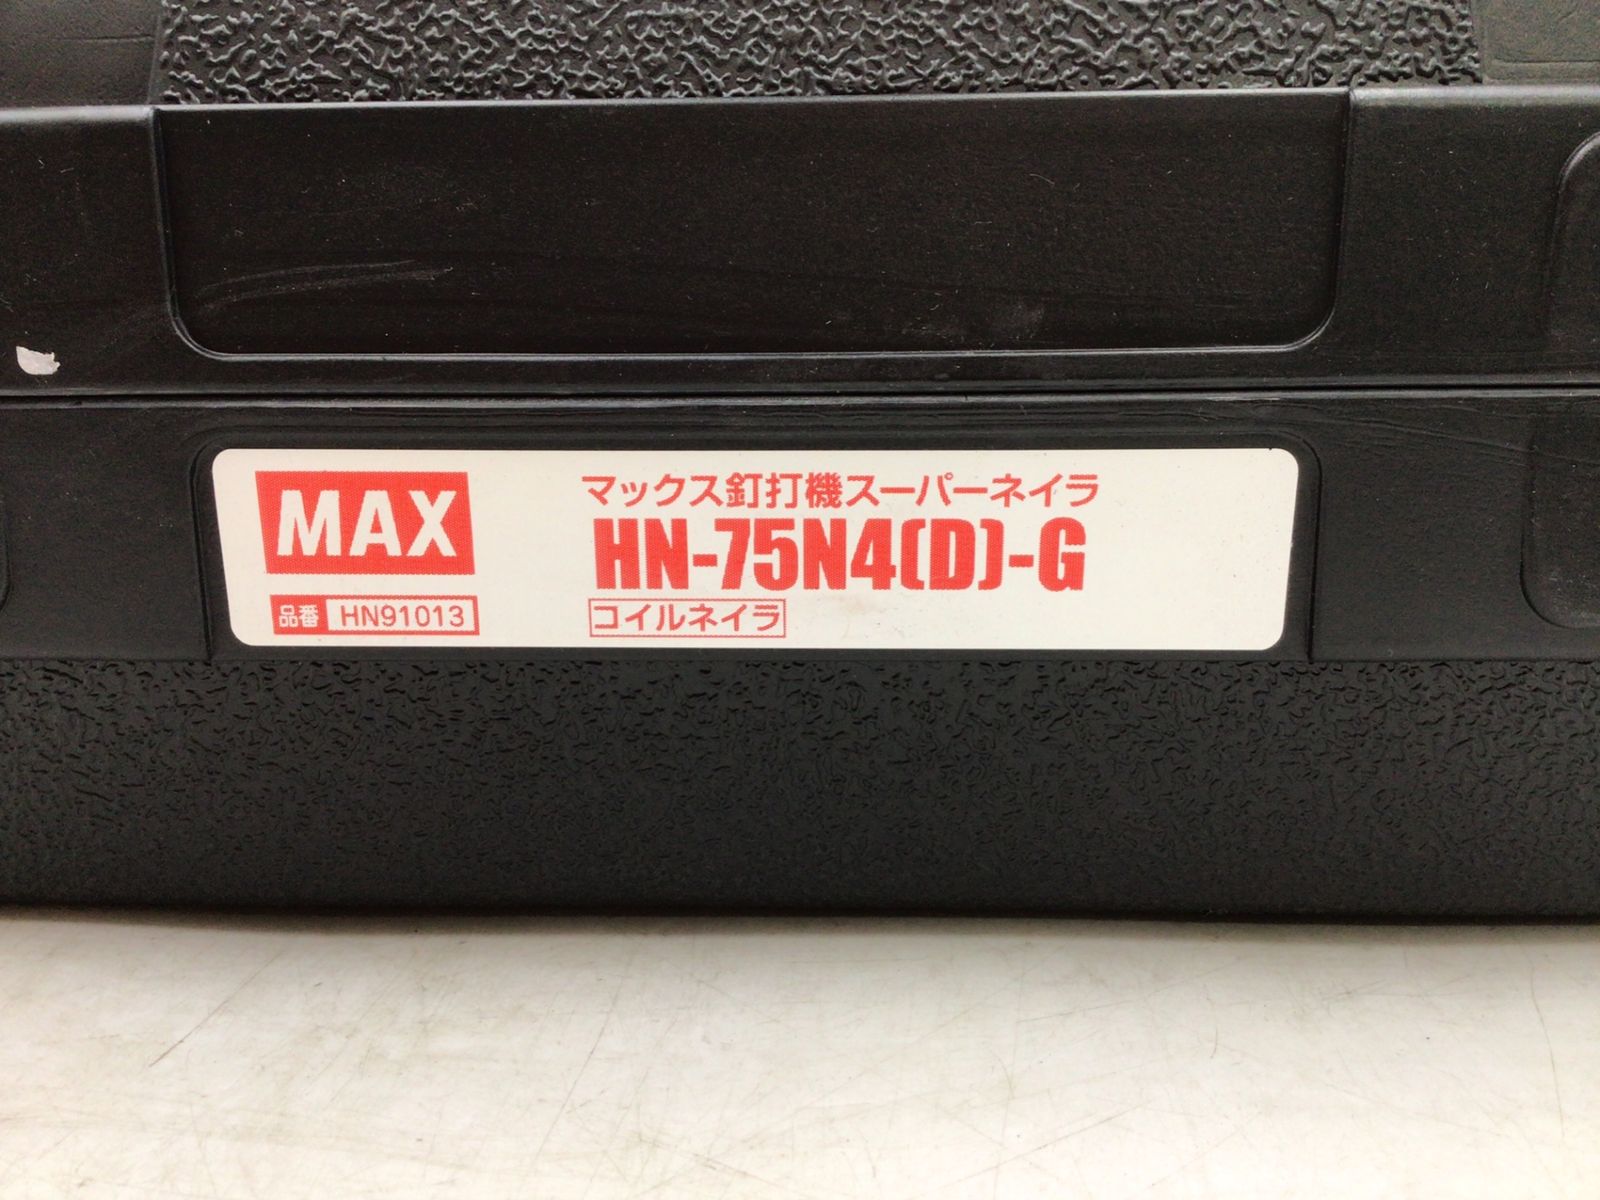 MAX
品番 HN91013
マックス釘打機スーパーネイラ
HN-75N4(D)-G
コイルネイラ